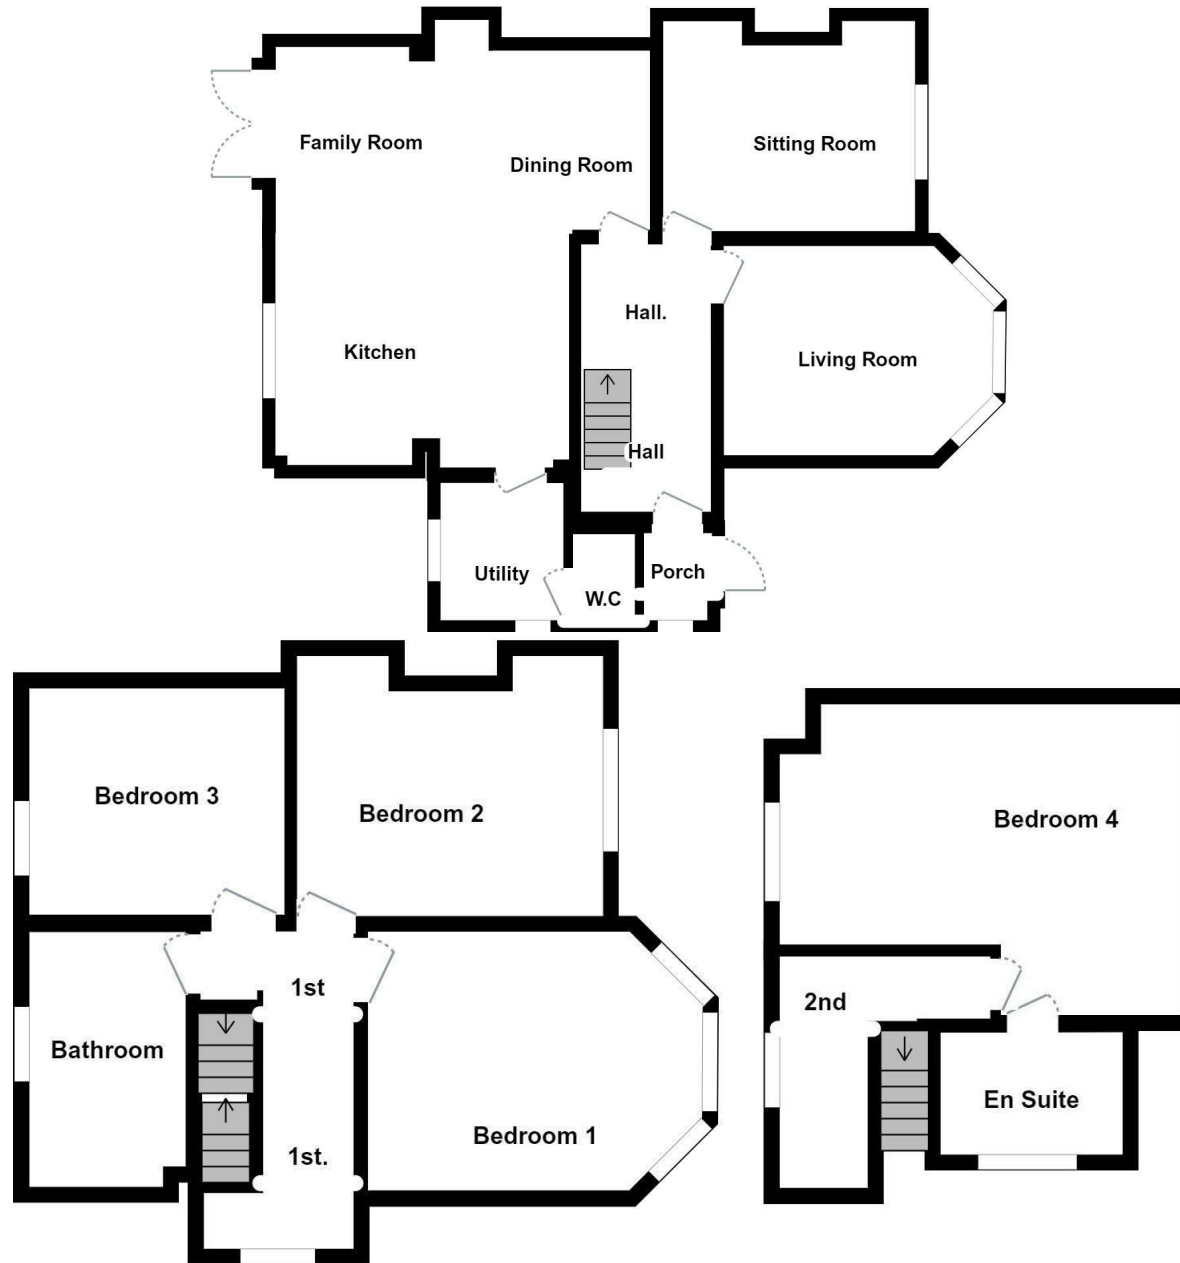 Family Room
Dining Room
Sitting Room
Hall.
Kitchen
Living Room
Hall
Utility
W.C
Porch
Bedroom 3
Bedroom 2
1st
Bathroom
Bedroom 1
1st.
Bedroom 4
2nd
En Suite